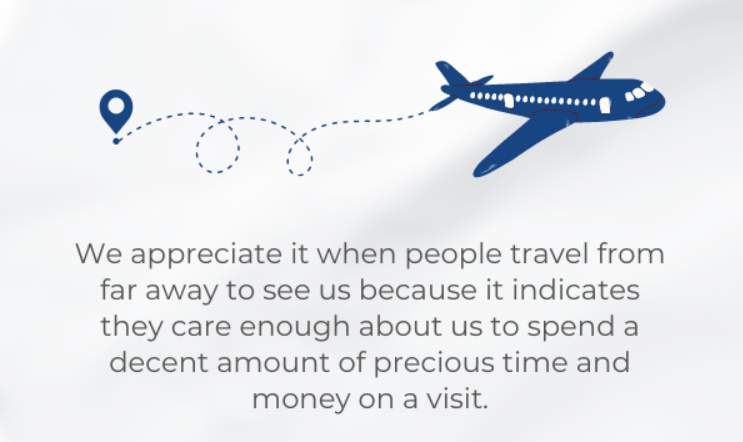 We appreciate it when people travel from
far away to see us because it indicates
they care enough about us to spend a
decent amount of precious time and
money on a visit.